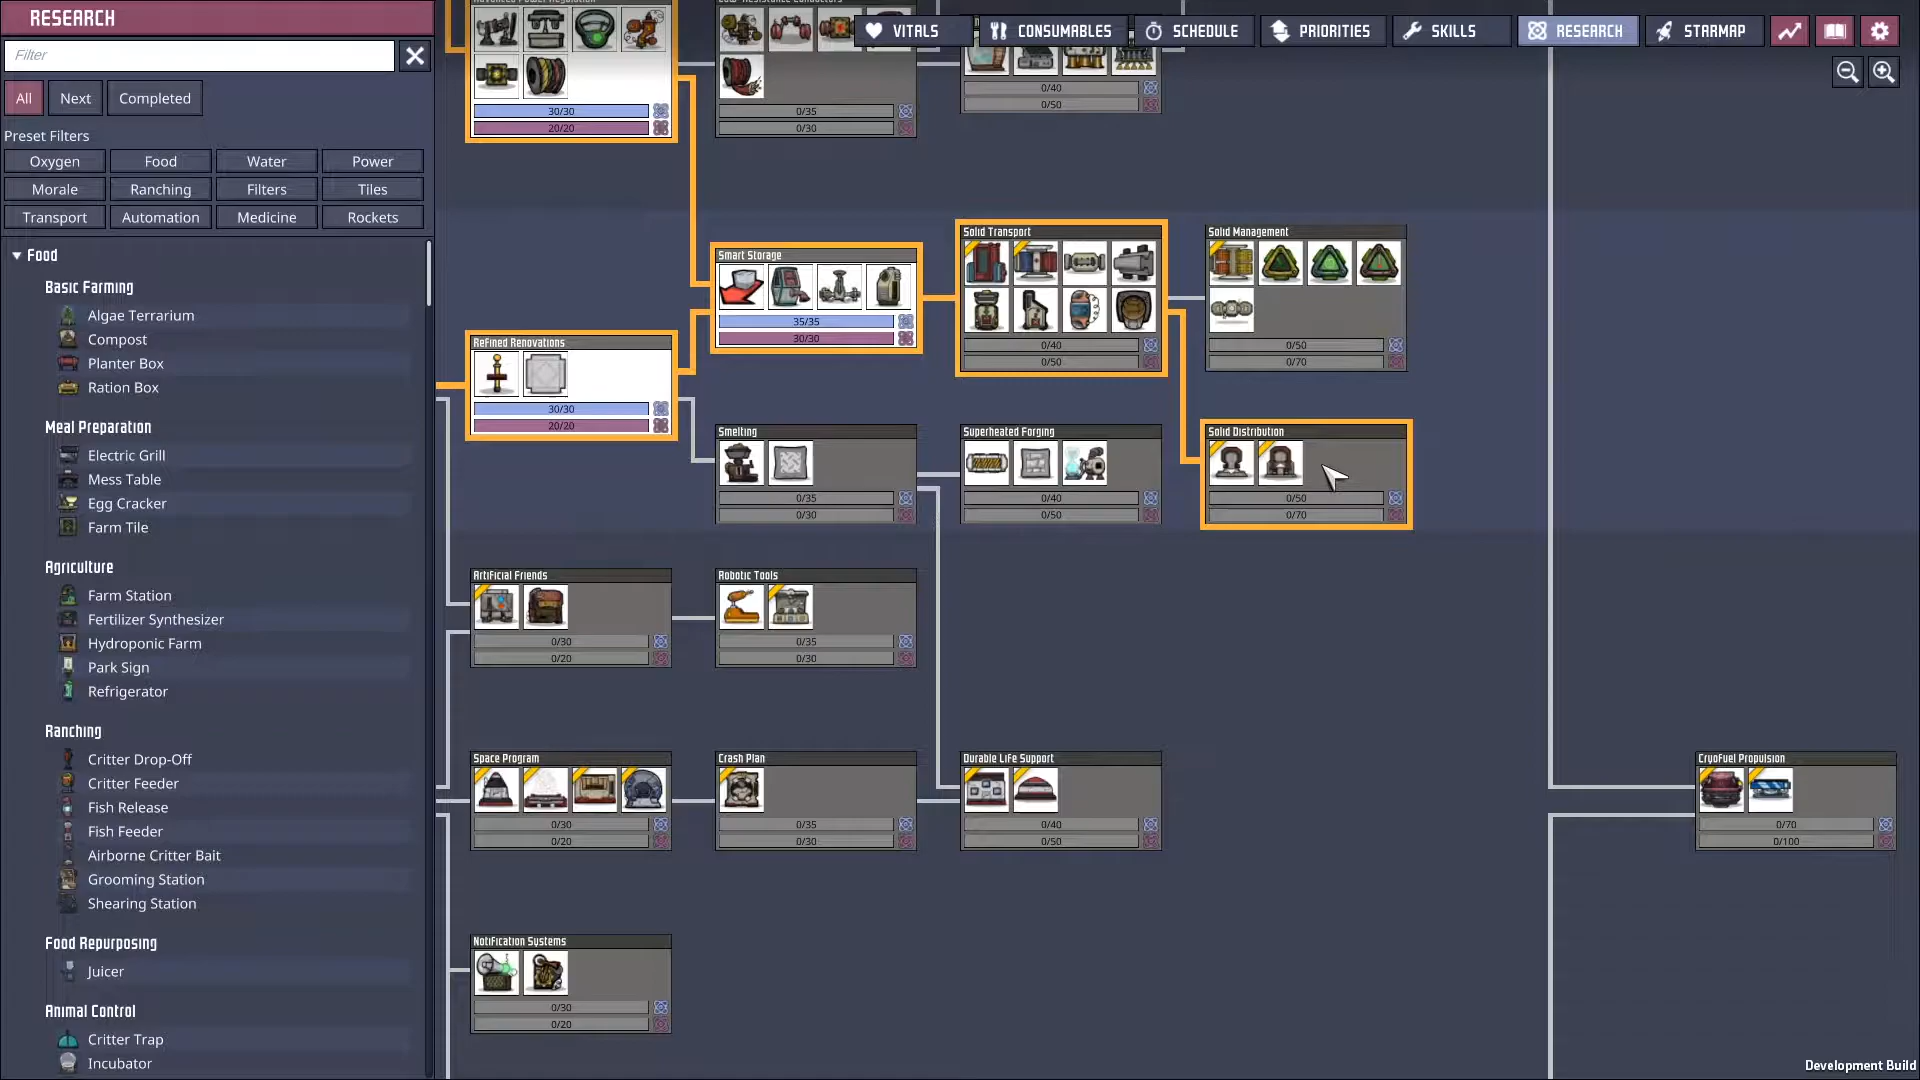 RESEARCH
VITALS
CONSUMABLES
SCHEDULE
PRIORITIES
SKILLS
RESEARCH
STARMAP
Filter
All
Next
Completed
Preset Filters
Oxygen
Food
Water
Power
Morale
Ranching
Filters
Tiles
Transport
Automation
Medicine
Rockets
Food
Basic Farming
Algae Terrarium
Compost
Planter Box
Ration Box
Meal Preparation
Electric Grill
Mess Table
Egg Cracker
Farm Tile
Agriculture
Farm Station
Fertilizer Synthesizer
Hydroponic Farm
Park Sign
Refrigerator
Ranching
Critter Drop-Off
Critter Feeder
Fish Release
Fish Feeder
Airborne Critter Bait
Grooming Station
Shearing Station
Food Repurposing
Juicer
Animal Control
Critter Trap
Incubator
30/30
20/20
0/35
0/30
0/40
0/50
Smart Storage
35/35
30/30
Solid Transport
0/40
0/50
Solid Management
0/50
0/70
Refined Renovations
30/30
20/20
Smelting
0/35
0/30
Superheated Forging
0/40
0/50
Solid Distribution
0/50
0/70
Artificial Friends
0/30
0/20
Robotic Tools
0/35
0/30
Space Program
0/30
0/20
Crash Plan
0/35
0/30
Durable Life Support
0/40
0/50
CryoFuel Propulsion
0/70
0/100
Notification Systems
0/30
0/20
Development Build